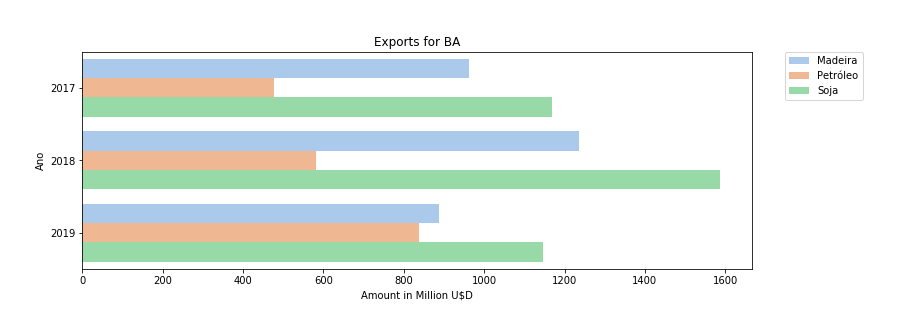 Exports for BA
Madeira
Petróleo
Soja
2017
2018
2019
Ano
0 200 400 600 800 1000 1200 1400 1600
Amount in Million U$D